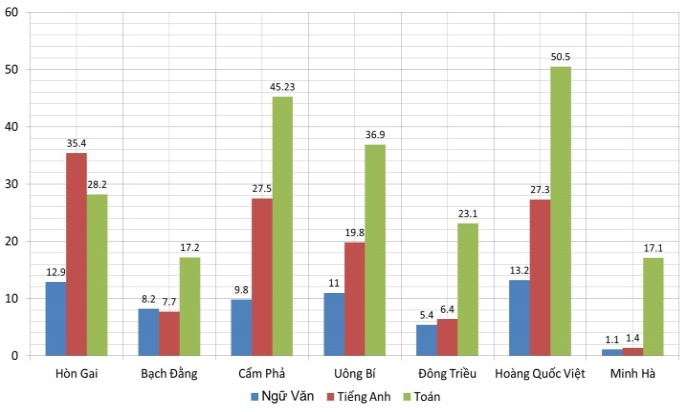 60
50
40
30
20
10
0
12.9 35.4 28.2
8.2 7.7 17.2
9.8 27.5 45.23
11 19.8 36.9
5.4 6.4 23.1
13.2 27.3 50.5
1.1 1.4 17.1
Hòn Gai Bạch Đằng Cẩm Phả Uông Bí Đông Triều Hoàng Quốc Việt Minh Hà
Ngữ Văn Tiếng Anh Toán